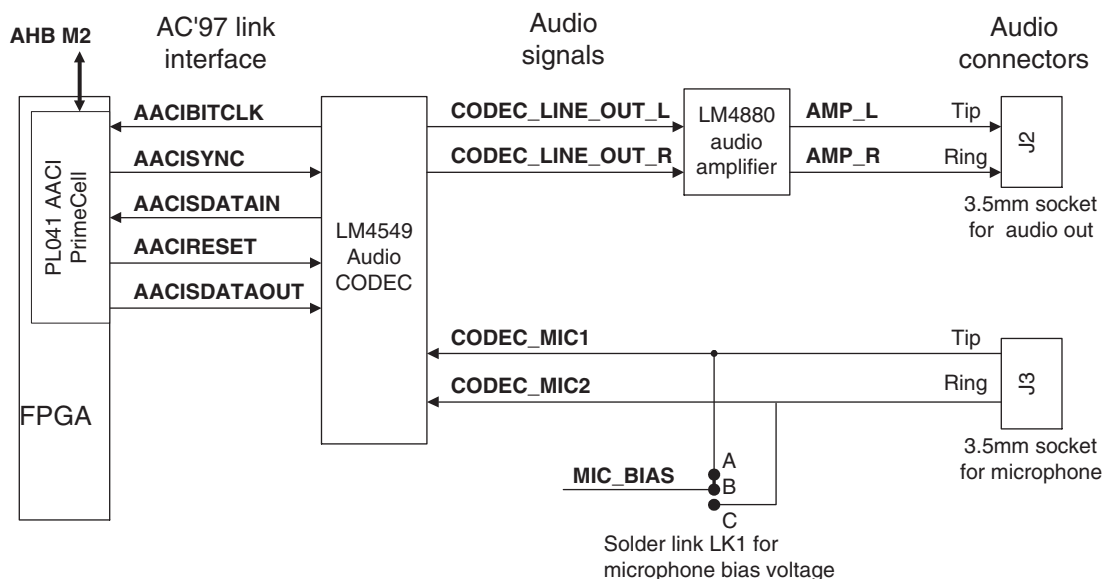 AHB M2
AC'97 link
interface
Audio
signals
Audio
connectors
AACIBITCLK
AACISYNC
AACISDATAIN
AACIRESET
AACISDATAOUT
PL041 AACI
PrimeCell
FPGA
LM4549
Audio
CODEC
CODEC_LINE_OUT_L
CODEC_LINE_OUT_R
LM4880
audio
amplifier
AMP_L
AMP_R
Tip
Ring
J2
3.5mm socket
for audio out
CODEC_MIC1
CODEC_MIC2
Tip
Ring
J3
3.5mm socket
for microphone
MIC_BIAS
A
B
C
Solder link LK1 for
microphone bias voltage